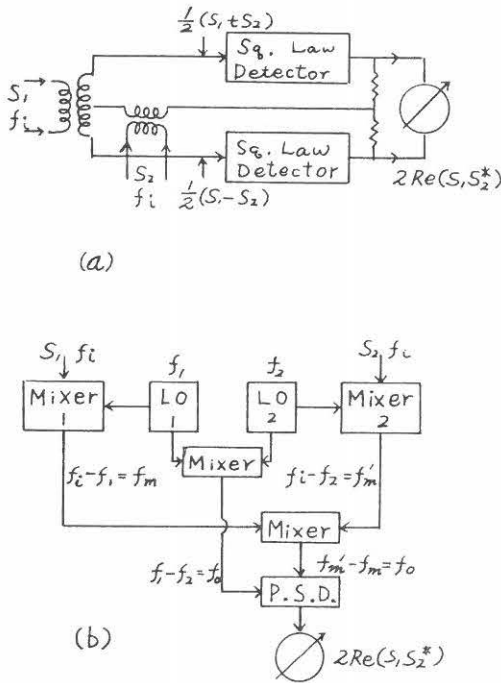 ½(S₁+S₂)
Sq. Law
Detector
S₁
fi
S₂
fi
½(S₁-S₂)
Sq. Law
Detector
2Re(S₁S₂*)
(a)
S₁ fi
f₁
f₂
S₂ fi
Mixer
1
LO
1
LO
2
Mixer
2
Mixer
fi-f₁=fm
fi-f₂=f'm
Mixer
f₁-f₂=f₀
f'm-fm=f₀
P.S.D.
(b)
2Re(S₁S₂*)